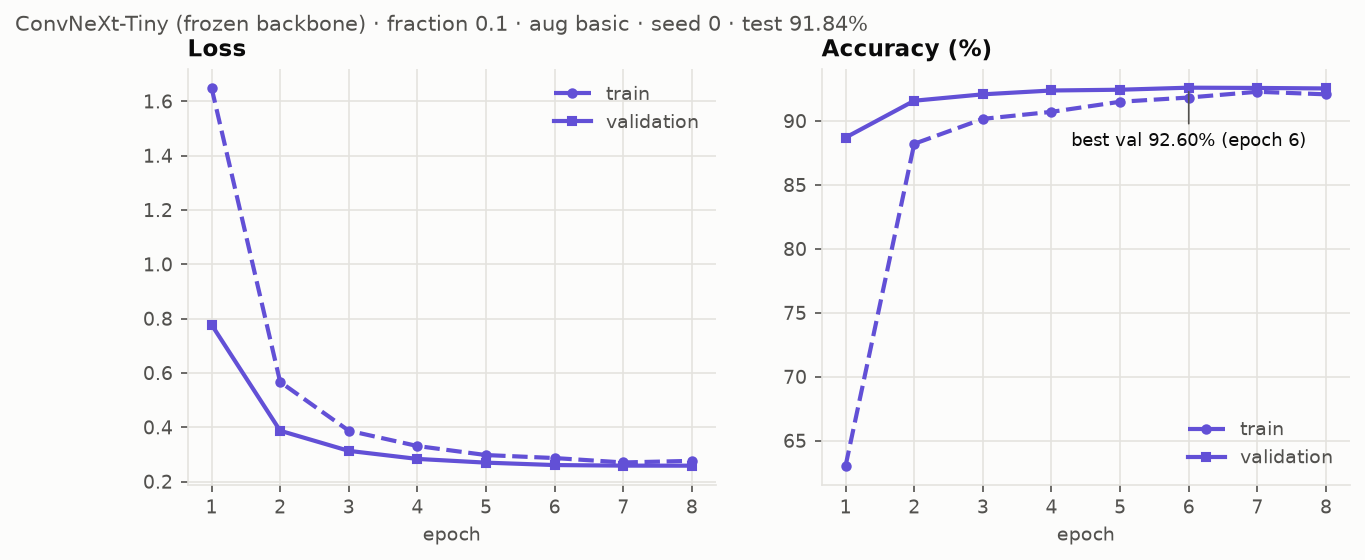 ConvNeXt-Tiny (frozen backbone) · fraction 0.1 · aug basic · seed 0 · test 91.84%
Loss
1.6
1.4
1.2
1.0
0.8
0.6
0.4
0.2
train
validation
1 2 3 4 5 6 7 8
epoch
Accuracy (%)
90
85
80
75
70
65
best val 92.60% (epoch 6)
train
validation
1 2 3 4 5 6 7 8
epoch